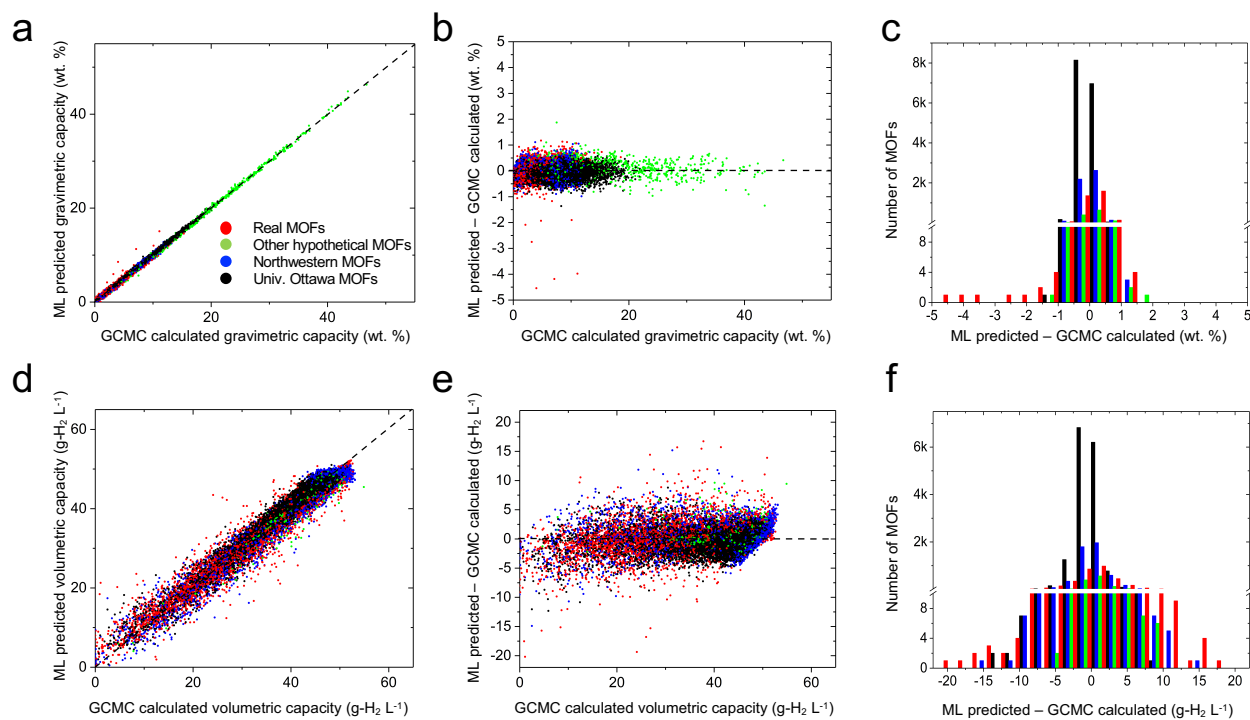 a
ML predicted gravimetric capacity (wt. %)
40
20
0
0
20
40
GCMC calculated gravimetric capacity (wt. %)
Real MOFs
Other hypothetical MOFs
Northwestern MOFs
Univ. Ottawa MOFs
b
ML predicted – GCMC calculated (wt. %)
5
4
3
2
1
0
-1
-2
-3
-4
-5
0
20
40
GCMC calculated gravimetric capacity (wt. %)
c
Number of MOFs
8k
6k
4k
2k
8
4
0
-5 -4 -3 -2 -1 0 1 2 3 4 5
ML predicted – GCMC calculated (wt. %)
d
ML predicted volumetric capacity (g-H₂ L⁻¹)
60
40
20
0
0
20
40
60
GCMC calculated volumetric capacity (g-H₂ L⁻¹)
e
ML predicted – GCMC calculated (g-H₂ L⁻¹)
20
15
10
5
0
-5
-10
-15
-20
0
20
40
60
GCMC calculated volumetric capacity (g-H₂ L⁻¹)
f
Number of MOFs
6k
4k
2k
8
4
0
-20 -15 -10 -5 0 5 10 15 20
ML predicted – GCMC calculated (g-H₂ L⁻¹)